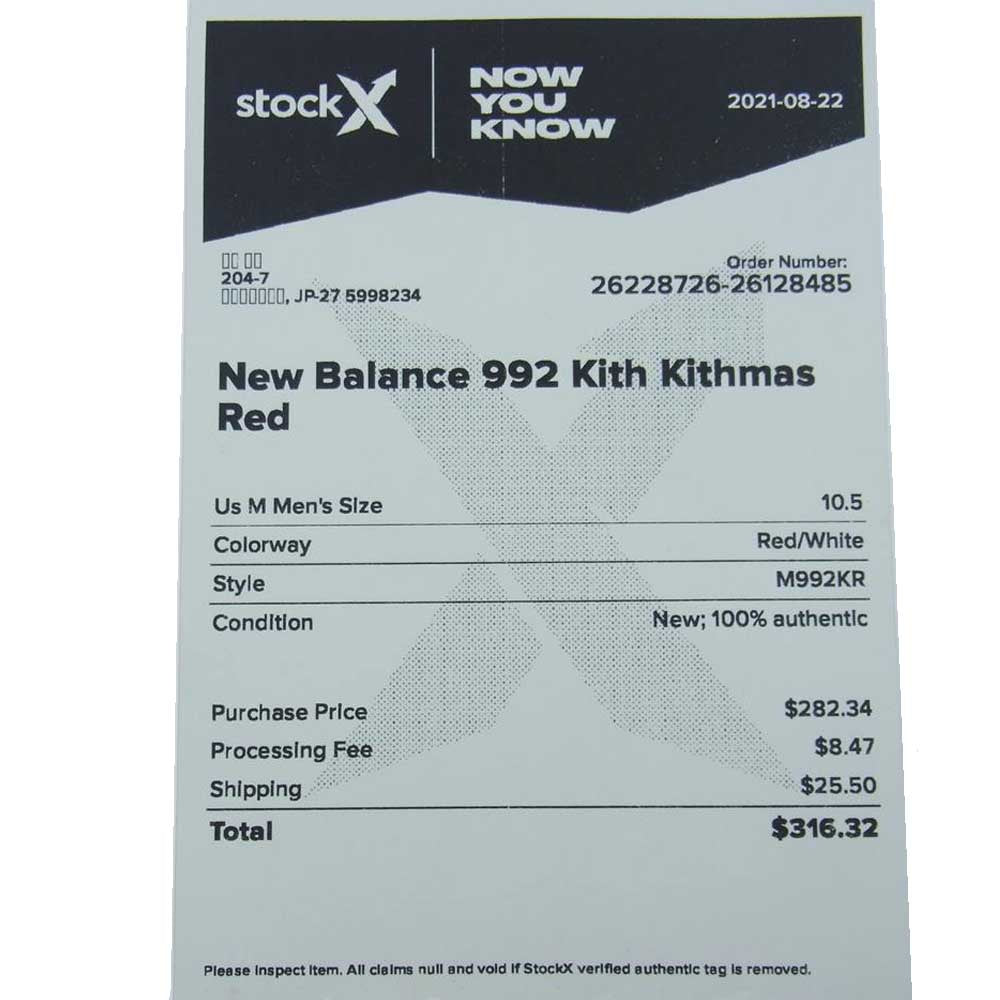 stockX
NOW
YOU
KNOW
2021-08-22
204-7
, JP-27 5998234
Order Number:
26228726-26128485
New Balance 992 Kith Kithmas
Red
Us M Men's Size 10.5
Colorway Red/White
Style M992KR
Condition New; 100% authentic
Purchase Price $282.34
Processing Fee $8.47
Shipping $25.50
Total $316.32
Please inspect item. All claims null and void if StockX verified authentic tag is removed.